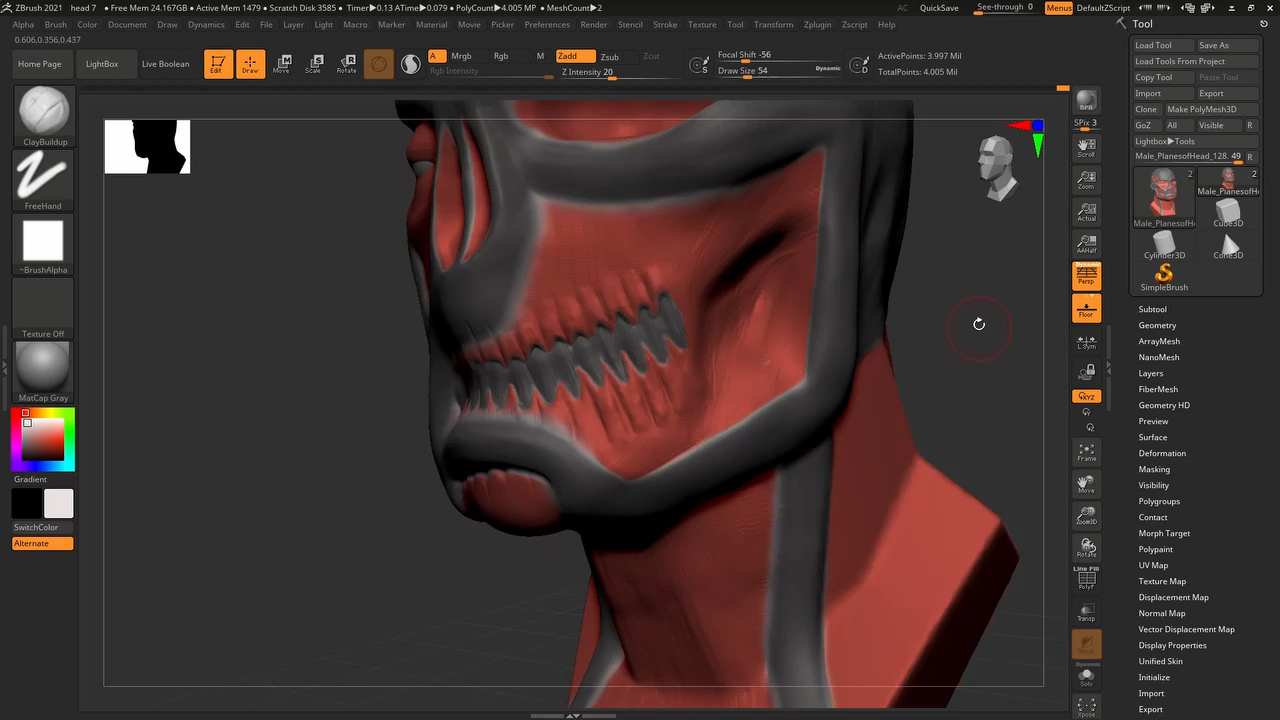 ZBrush 2021 head 7 • Free Mem 24.167GB • Active Mem 1479 • Scratch Disk 3585 • Timer▶0.13 ATime▶0.079 • PolyCount▶4.005 MP • MeshCount▶2 AC QuickSave See-through 0 Menus DefaultZScript
Alpha Brush Color Document Draw Dynamics Edit File Layer Light Macro Marker Material Movie Picker Preferences Render Stencil Stroke Texture Tool Transform Zplugin Zscript Help
0.606,0.356,0.437
Home Page LightBox Live Boolean Edit Draw Move Scale Rotate
A Mrgb Rgb M Zadd Zsub Zcut
Rgb Intensity Z Intensity 20
Focal Shift -56
Draw Size 54 Dynamic
S D
ActivePoints: 3.997 Mil
TotalPoints: 4.005 Mil
ClayBuildup
FreeHand
~BrushAlpha
Texture Off
MatCap Gray
Gradient
SwitchColor
Alternate
BPR
SPix 3
Scroll
Zoom
Actual
AAHalf
Dynamic
Persp
Floor
L.Sym
XYZ
Frame
Move
Zoom3D
Rotate
Line Fill
PolyF
Transp
Dynamic
Solo
Xpose
Tool
Load Tool Save As
Load Tools From Project
Copy Tool Paste Tool
Import Export
Clone Make PolyMesh3D
GoZ All Visible R
Lightbox▶Tools
Male_PlanesofHead_128. 49 R
2 2
Male_PlanesofHe Male_PlanesofHe
Cube3D
Cylinder3D Cone3D
SimpleBrush
Subtool
Geometry
ArrayMesh
NanoMesh
Layers
FiberMesh
Geometry HD
Preview
Surface
Deformation
Masking
Visibility
Polygroups
Contact
Morph Target
Polypaint
UV Map
Texture Map
Displacement Map
Normal Map
Vector Displacement Map
Display Properties
Unified Skin
Initialize
Import
Export